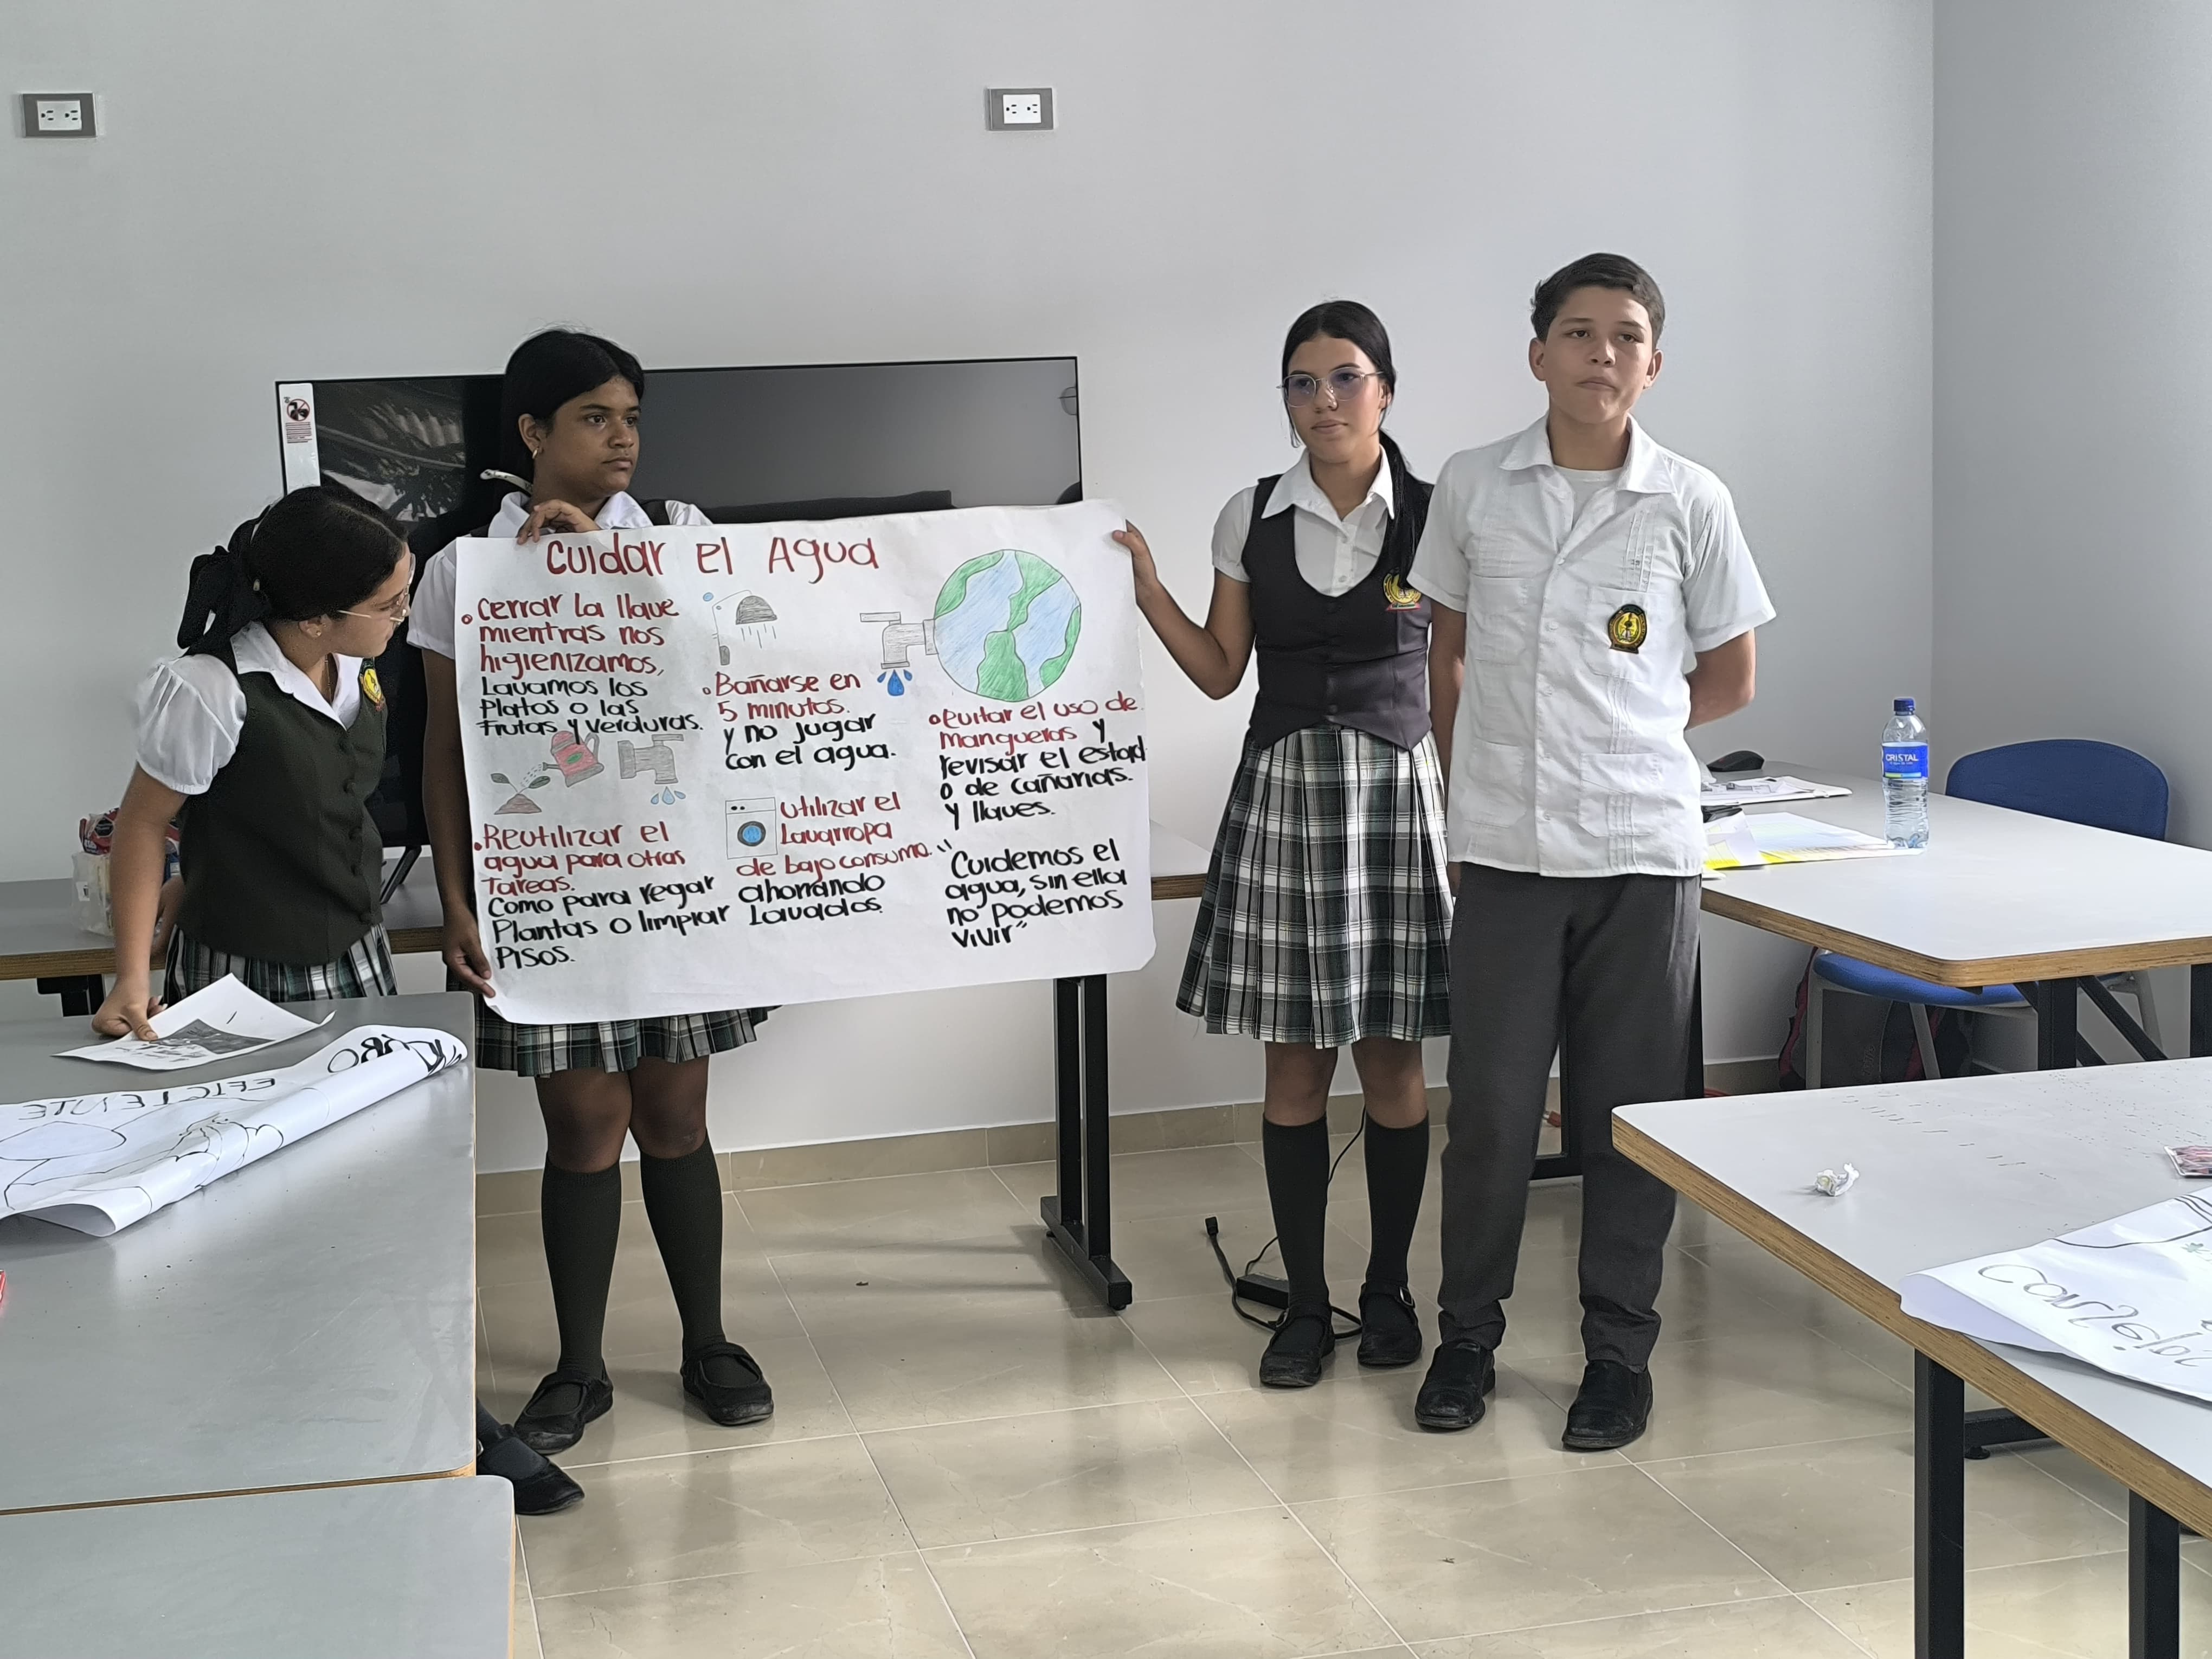 Cuidar el Agua
• Cerrar la llave
mientras nos
higienizamos,
Lavamos los
Platos o las
Frutas y verduras.
• Bañarse en
5 minutos.
y no jugar
con el agua.
• Evitar el uso de
Mangueras y
revisar el estad
o de cañarias.
y llaves.
• Reutilizar el
agua para otras
Tareas.
Como para regar
Plantas o limpiar
Pisos.
utilizar el
Lavarropa
de bajo consumo.
ahorrando
Lavados.
"Cuidemos el
agua, sin ella
no podemos
vivir"
CRISTAL
EFICIENTE